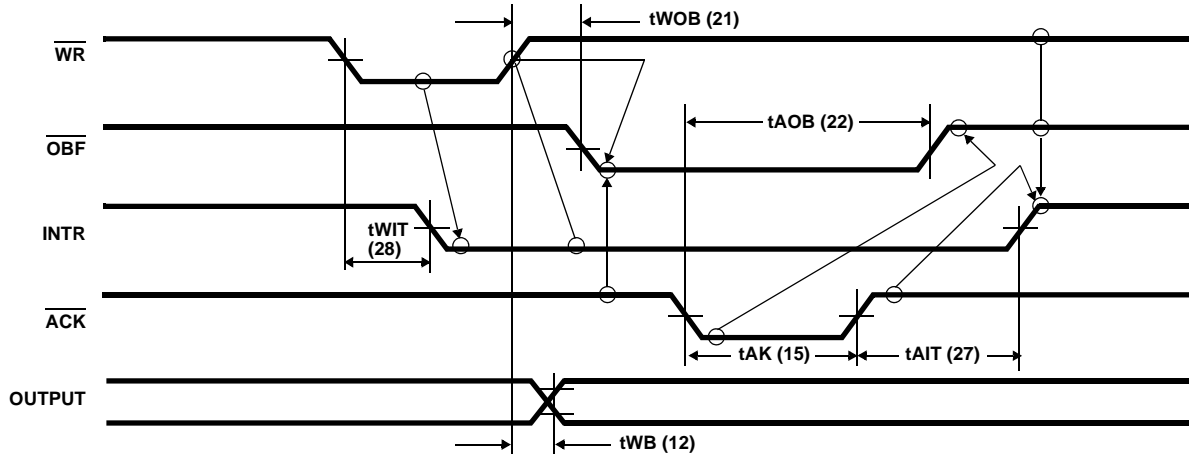 tWOB (21)
WR
tAOB (22)
OBF
tWIT
(28)
INTR
ACK
tAK (15)
tAIT (27)
OUTPUT
tWB (12)